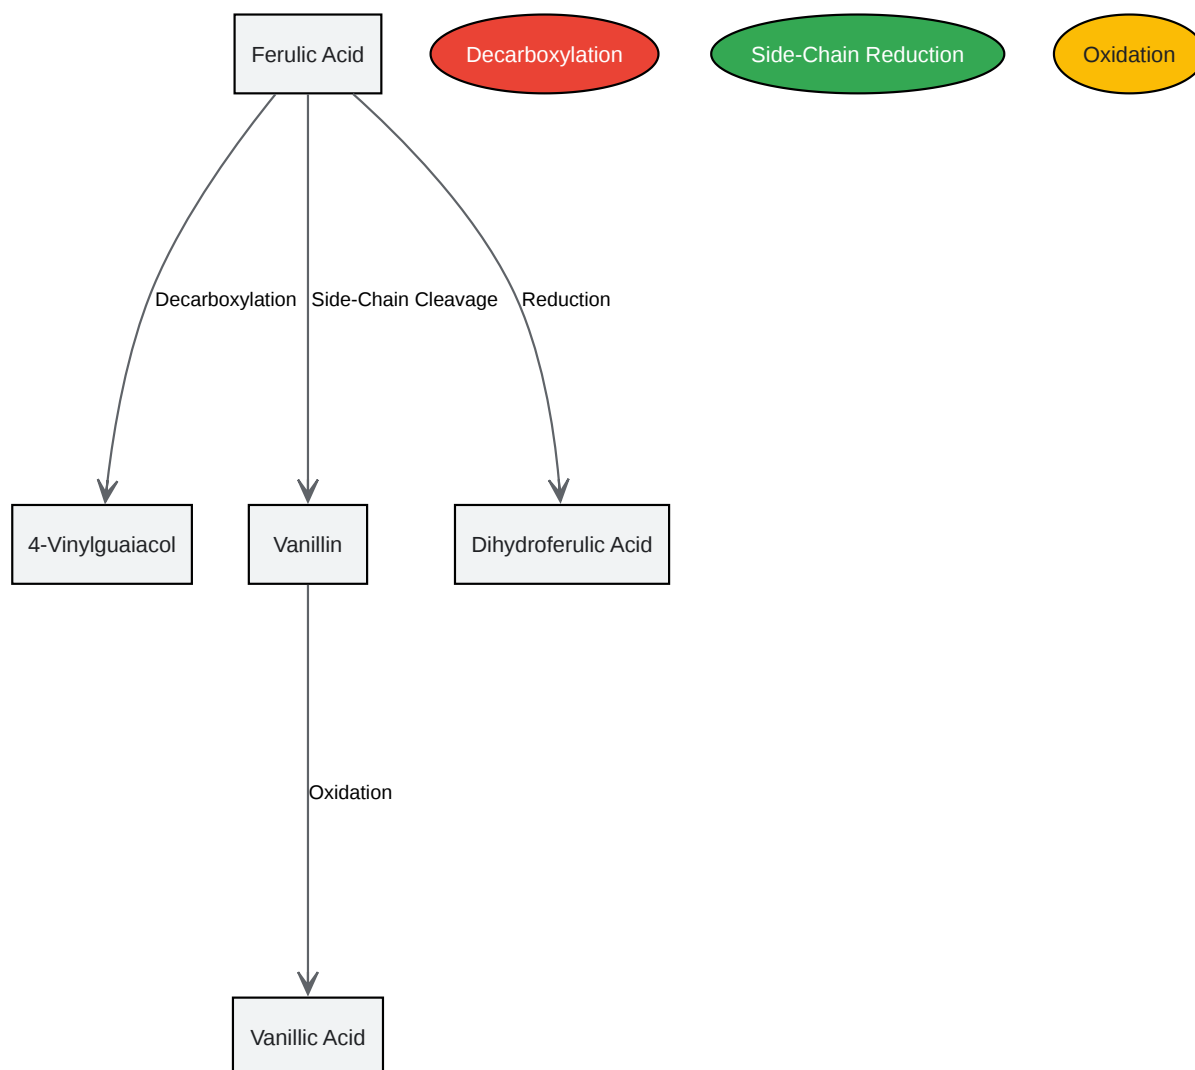 Ferulic Acid
Decarboxylation
Side-Chain Reduction
Oxidation
Decarboxylation
Side-Chain Cleavage
Reduction
4-Vinylguaiacol
Vanillin
Dihydroferulic Acid
Oxidation
Vanillic Acid